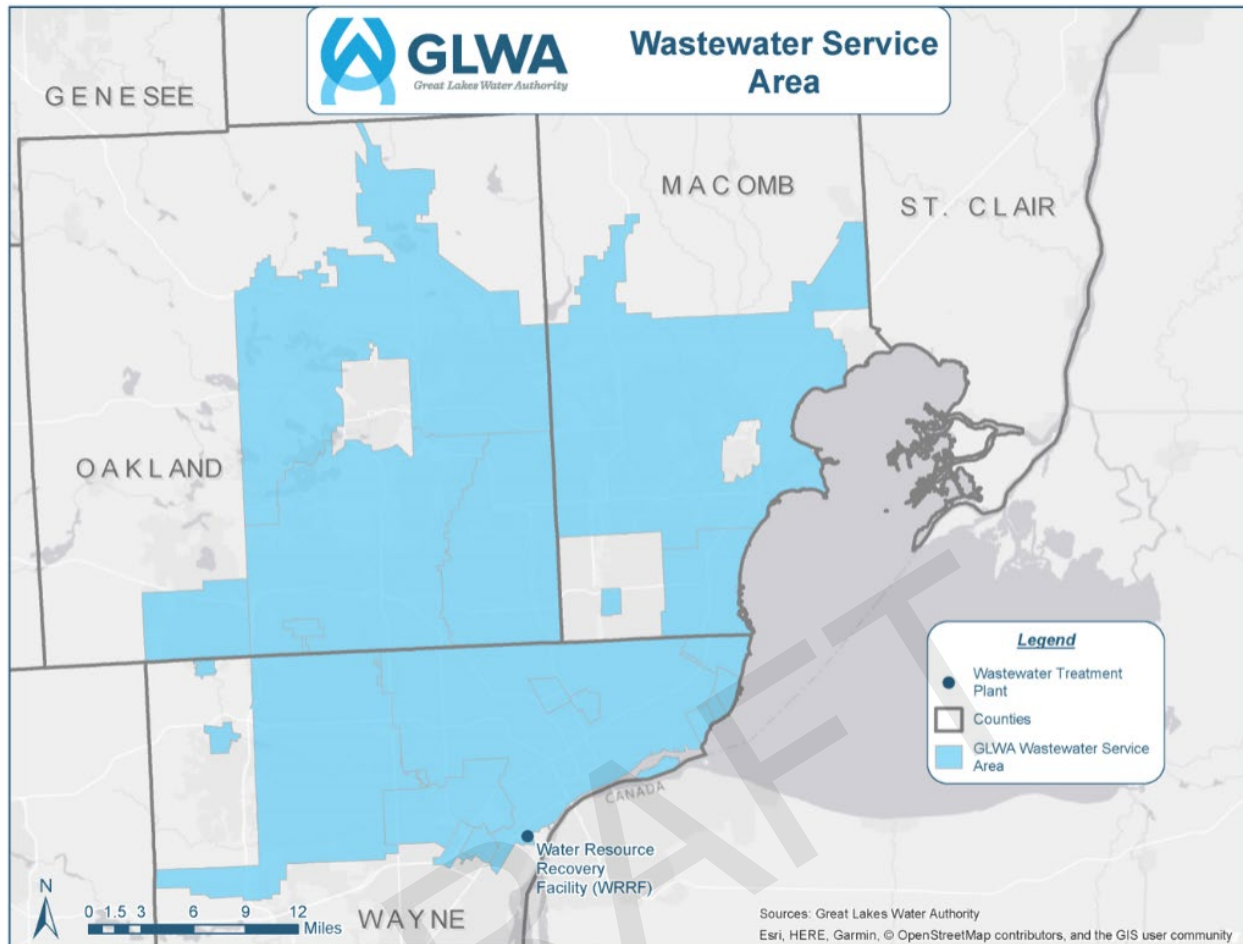 GLWA
Great Lakes Water Authority
Wastewater Service
Area
GENESEE
MACOMB
ST. CLAIR
OAKLAND
Legend
Wastewater Treatment
Plant
Counties
GLWA Wastewater Service
Area
CANADA
Water Resource
Recovery
Facility (WRRF)
WAYNE
N
0 1.5 3 6 9 12
Miles
Sources: Great Lakes Water Authority
Esri, HERE, Garmin, © OpenStreetMap contributors, and the GIS user community
DRAFT